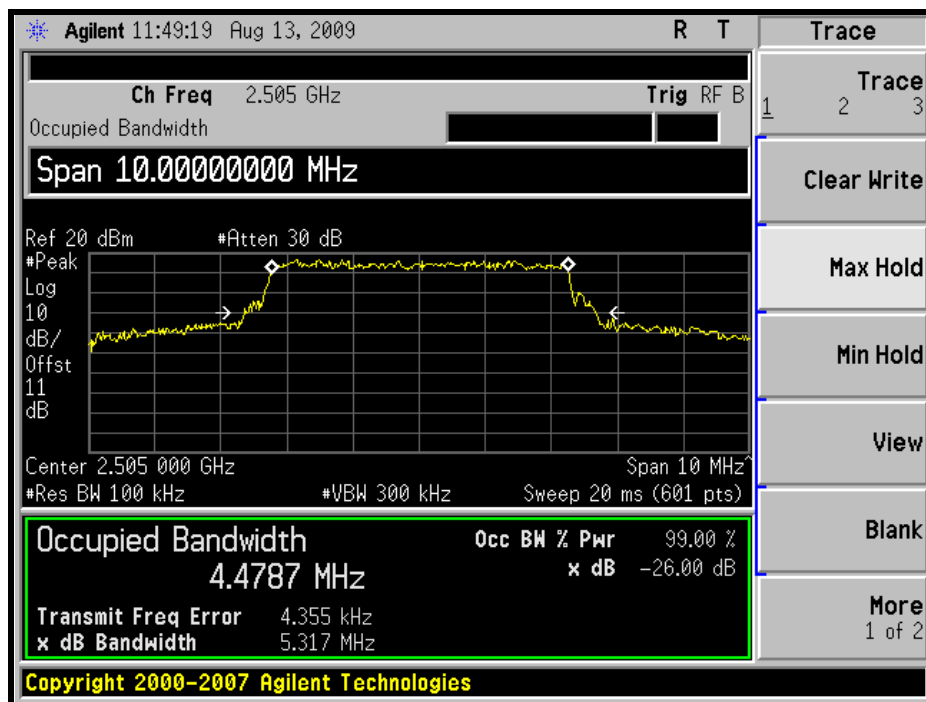 Agilent 11:49:19 Aug 13, 2009 R T
Ch Freq 2.505 GHz Trig RF B
Occupied Bandwidth
Span 10.00000000 MHz
Ref 20 dBm #Atten 30 dB
#Peak
Log
10
dB/
Offst
11
dB
Center 2.505 000 GHz Span 10 MHz^
#Res BW 100 kHz #VBW 300 kHz Sweep 20 ms (601 pts)
Occupied Bandwidth
4.4787 MHz
Occ BW % Pwr 99.00 %
x dB -26.00 dB
Transmit Freq Error 4.355 kHz
x dB Bandwidth 5.317 MHz
Copyright 2000-2007 Agilent Technologies
Trace
Trace
1 2 3
Clear Write
Max Hold
Min Hold
View
Blank
More
1 of 2